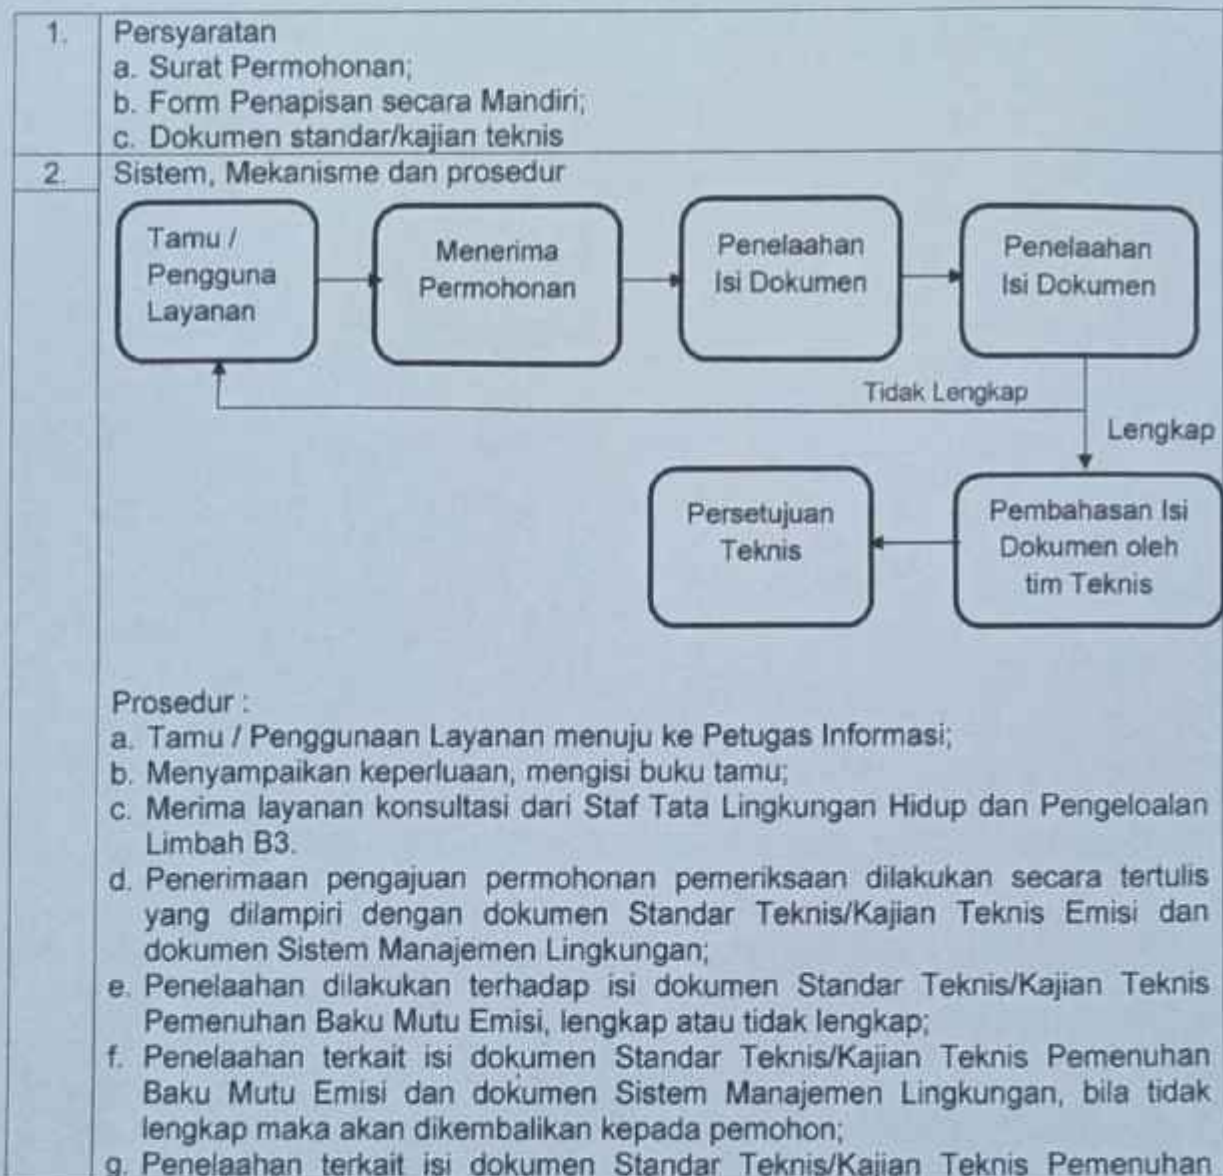 1. Persyaratan
a. Surat Permohonan;
b. Form Penapisan secara Mandiri;
c. Dokumen standar/kajian teknis
2. Sistem, Mekanisme dan prosedur
Tamu /
Pengguna
Layanan
Menerima
Permohonan
Penelaahan
Isi Dokumen
Penelaahan
Isi Dokumen
Tidak Lengkap
Lengkap
Persetujuan
Teknis
Pembahasan Isi
Dokumen oleh
tim Teknis
Prosedur :
a. Tamu / Penggunaan Layanan menuju ke Petugas Informasi;
b. Menyampaikan keperluaan, mengisi buku tamu;
c. Merima layanan konsultasi dari Staf Tata Lingkungan Hidup dan Pengeloalan
Limbah B3.
d. Penerimaan pengajuan permohonan pemeriksaan dilakukan secara tertulis
yang dilampiri dengan dokumen Standar Teknis/Kajian Teknis Emisi dan
dokumen Sistem Manajemen Lingkungan;
e. Penelaahan dilakukan terhadap isi dokumen Standar Teknis/Kajian Teknis
Pemenuhan Baku Mutu Emisi, lengkap atau tidak lengkap;
f. Penelaahan terkait isi dokumen Standar Teknis/Kajian Teknis Pemenuhan
Baku Mutu Emisi dan dokumen Sistem Manajemen Lingkungan, bila tidak
lengkap maka akan dikembalikan kepada pemohon;
g. Penelaahan terkait isi dokumen Standar Teknis/Kajian Teknis Pemenuhan